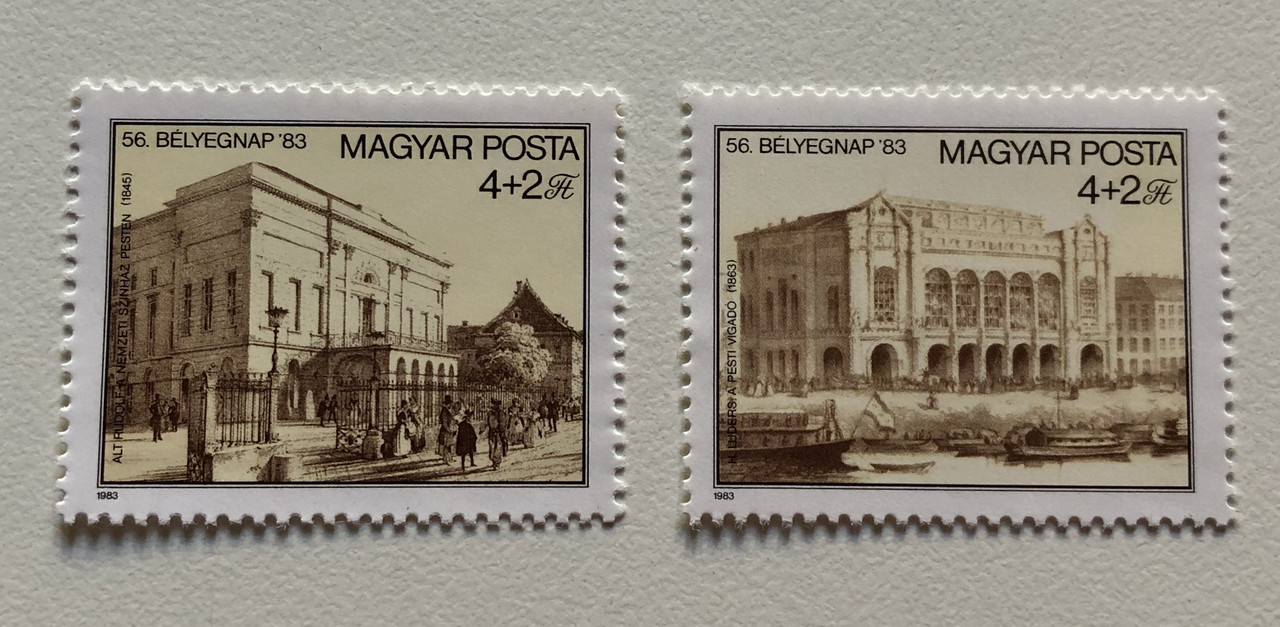 56. BÉLYEGNAP '83
MAGYAR POSTA
4+2 Ft
ALT RUDOLF: A NEMZETI SZÍNHÁZ PESTEN (1845)
1983
56. BÉLYEGNAP '83
MAGYAR POSTA
4+2 Ft
A PESTI VIGADÓ (1863)
1983